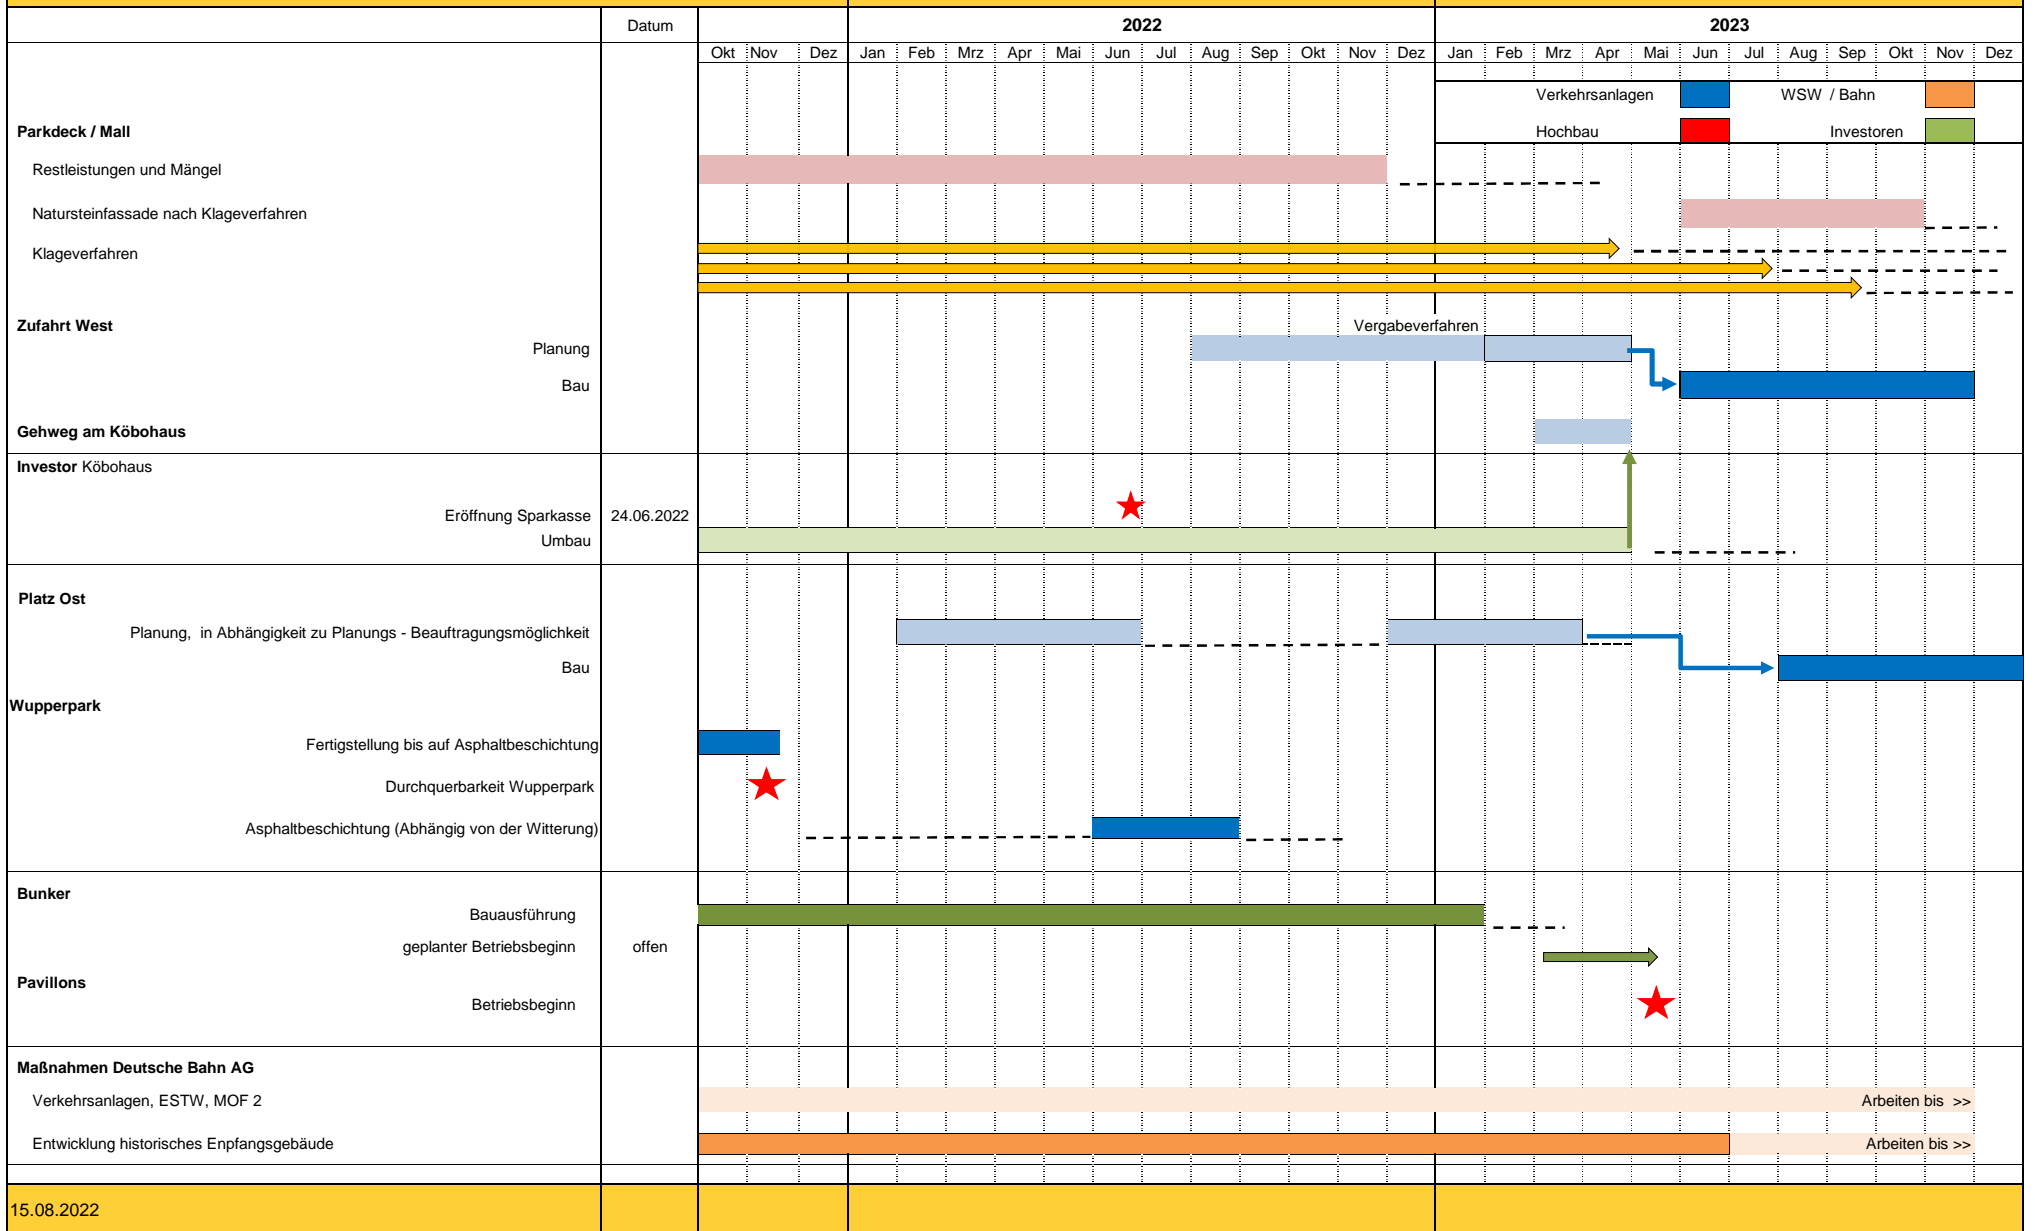 Datum 2022 2023
Okt Nov Dez Jan Feb Mrz Apr Mai Jun Jul Aug Sep Okt Nov Dez Jan Feb Mrz Apr Mai Jun Jul Aug Sep Okt Nov Dez
Verkehrsanlagen WSW / Bahn
Parkdeck / Mall Hochbau Investoren
Restleistungen und Mängel
Natursteinfassade nach Klageverfahren
Klageverfahren
Zufahrt West Vergabeverfahren
Planung
Bau
Gehweg am Köbohaus
Investor Köbohaus
Eröffnung Sparkasse 24.06.2022
Umbau
Platz Ost
Planung, in Abhängigkeit zu Planungs - Beauftragungsmöglichkeit
Bau
Wupperpark
Fertigstellung bis auf Asphaltbeschichtung
Durchquerbarkeit Wupperpark
Asphaltbeschichtung (Abhängig von der Witterung)
Bunker
Bauausführung
geplanter Betriebsbeginn offen
Pavillons
Betriebsbeginn
Maßnahmen Deutsche Bahn AG
Verkehrsanlagen, ESTW, MOF 2 Arbeiten bis >>
Entwicklung historisches Enpfangsgebäude Arbeiten bis >>
15.08.2022